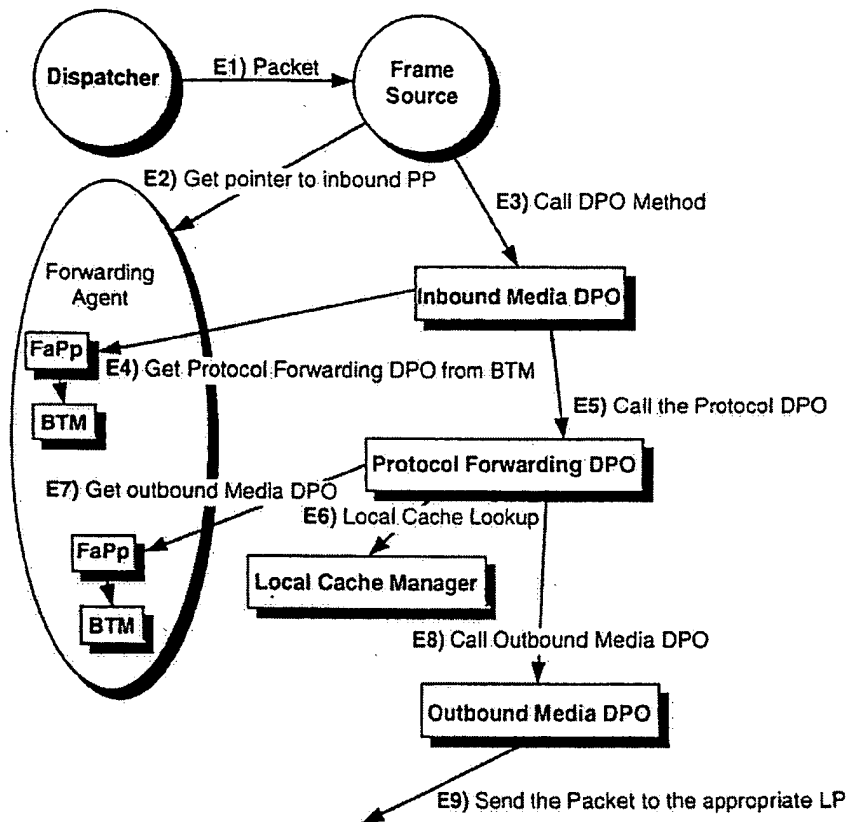 Dispatcher
E1) Packet
Frame
Source
E2) Get pointer to inbound PP
E3) Call DPO Method
Forwarding
Agent
Inbound Media DPO
FaPp
E4) Get Protocol Forwarding DPO from BTM
BTM
E5) Call the Protocol DPO
Protocol Forwarding DPO
E7) Get outbound Media DPO
E6) Local Cache Lookup
FaPp
Local Cache Manager
BTM
E8) Call Outbound Media DPO
Outbound Media DPO
E9) Send the Packet to the appropriate LP